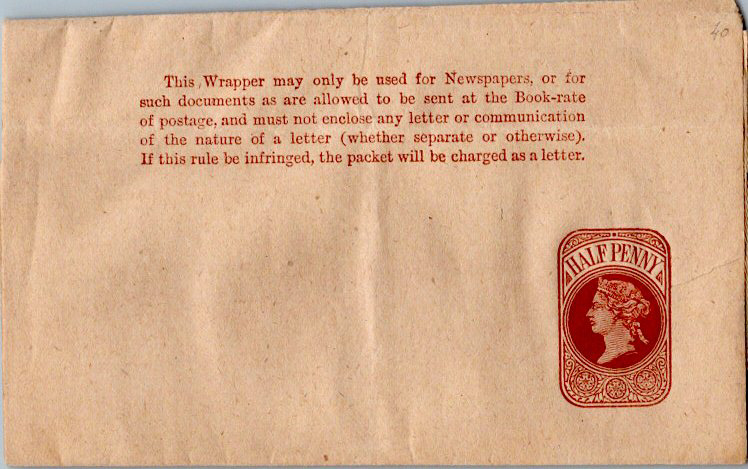 40
This Wrapper may only be used for Newspapers, or for
such documents as are allowed to be sent at the Book-rate
of postage, and must not enclose any letter or communication
of the nature of a letter (whether separate or otherwise).
If this rule be infringed, the packet will be charged as a letter.
HALF PENNY